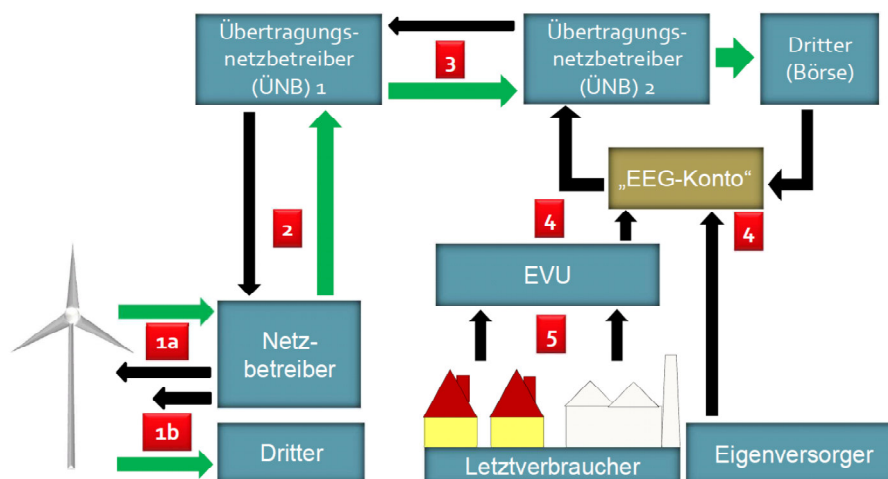 Übertragungs-
netzbetreiber
(ÜNB) 1
3
Übertragungs-
netzbetreiber
(ÜNB) 2
Dritter
(Börse)
„EEG-Konto“
2
4
4
EVU
1a
Netz-
betreiber
5
1b
Dritter
Letztverbraucher
Eigenversorger